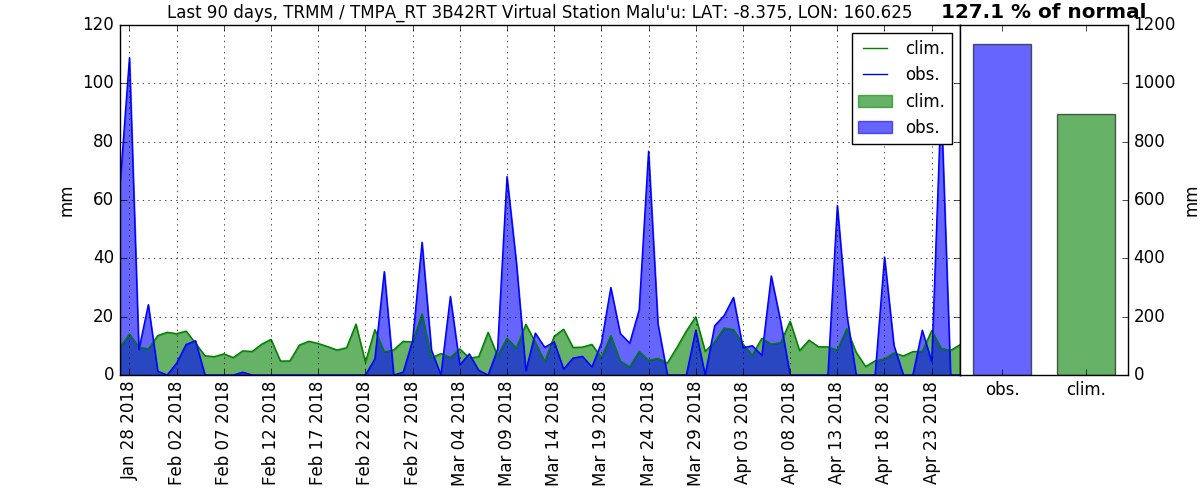 Last 90 days, TRMM / TMPA_RT 3B42RT Virtual Station Malu'u: LAT: -8.375, LON: 160.625
127.1 % of normal
mm
120
100
80
60
40
20
0
clim.
obs.
clim.
obs.
Jan 28 2018
Feb 02 2018
Feb 07 2018
Feb 12 2018
Feb 17 2018
Feb 22 2018
Feb 27 2018
Mar 04 2018
Mar 09 2018
Mar 14 2018
Mar 19 2018
Mar 24 2018
Mar 29 2018
Apr 03 2018
Apr 08 2018
Apr 13 2018
Apr 18 2018
Apr 23 2018
1200
1000
800
600
400
200
0
mm
obs.
clim.